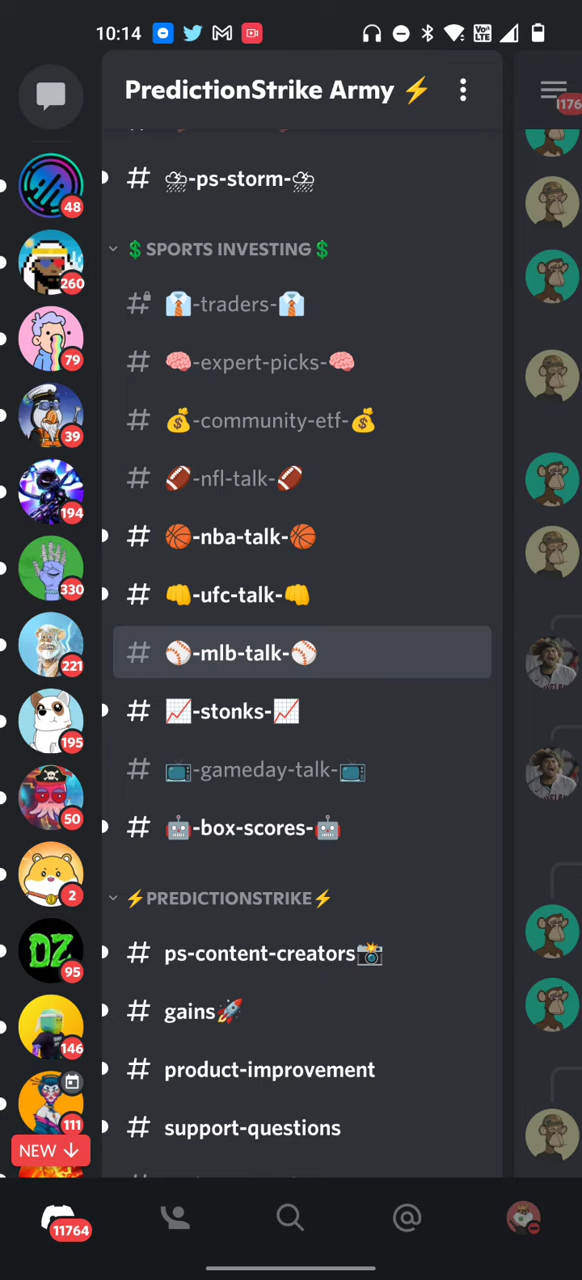 10:14
Vo)
LTE
PredictionStrike Army ⚡
1176
# ⛈-ps-storm-⛈
💲SPORTS INVESTING💲
# 👔-traders-👔
# 🧠-expert-picks-🧠
# 💰-community-etf-💰
# 🏈-nfl-talk-🏈
# 🏀-nba-talk-🏀
# 👊-ufc-talk-👊
# ⚾-mlb-talk-⚾
# 📈-stonks-📈
# 📺-gameday-talk-📺
# 🤖-box-scores-🤖
⚡PREDICTIONSTRIKE⚡
# ps-content-creators📸
# gains🚀
# product-improvement
# support-questions
48
260
79
39
194
330
221
195
50
2
DZ
95
146
111
NEW ↓
11764
@